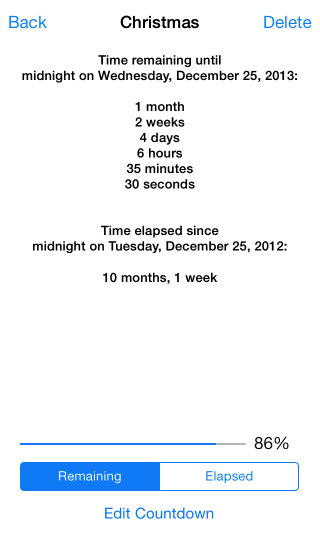 Back Christmas Delete
Time remaining until
midnight on Wednesday, December 25, 2013:
1 month
2 weeks
4 days
6 hours
35 minutes
30 seconds
Time elapsed since
midnight on Tuesday, December 25, 2012:
10 months, 1 week
86%
Remaining Elapsed
Edit Countdown